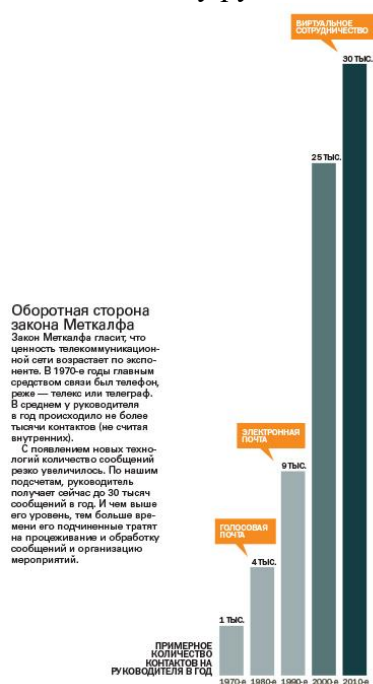 ВИРТУАЛЬНОЕ
СОТРУДНИЧЕСТВО
30 ТЫС.
25 ТЫС.
Оборотная сторона
закона Меткалфа
Закон Меткалфа гласит, что
ценность телекоммуникацион-
ной сети возрастает по экспо-
ненте. В 1970-е годы главным
средством связи был телефон,
реже — телекс или телеграф.
В среднем у руководителя
в год происходило не более
тысячи контактов (не считая
внутренних).
С появлением новых техно-
логий количество сообщений
резко увеличилось. По нашим
подсчетам, руководитель
получает сейчас до 30 тысяч
сообщений в год. И чем выше
его уровень, тем больше вре-
мени его подчиненные тратят
на процеживание и обработку
сообщений и организацию
мероприятий.
ЭЛЕКТРОННАЯ
ПОЧТА
9 ТЫС.
ГОЛОСОВАЯ
ПОЧТА
4 ТЫС.
1 ТЫС.
ПРИМЕРНОЕ
КОЛИЧЕСТВО
КОНТАКТОВ НА
РУКОВОДИТЕЛЯ В ГОД
1970-е 1980-е 1990-е 2000-е 2010-е